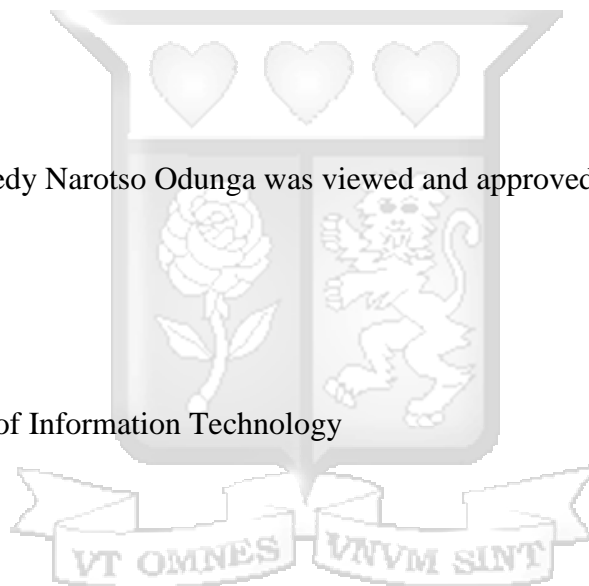 edy Narotso Odunga was viewed and approved
of Information Technology
VT OMNES VNVM SINT